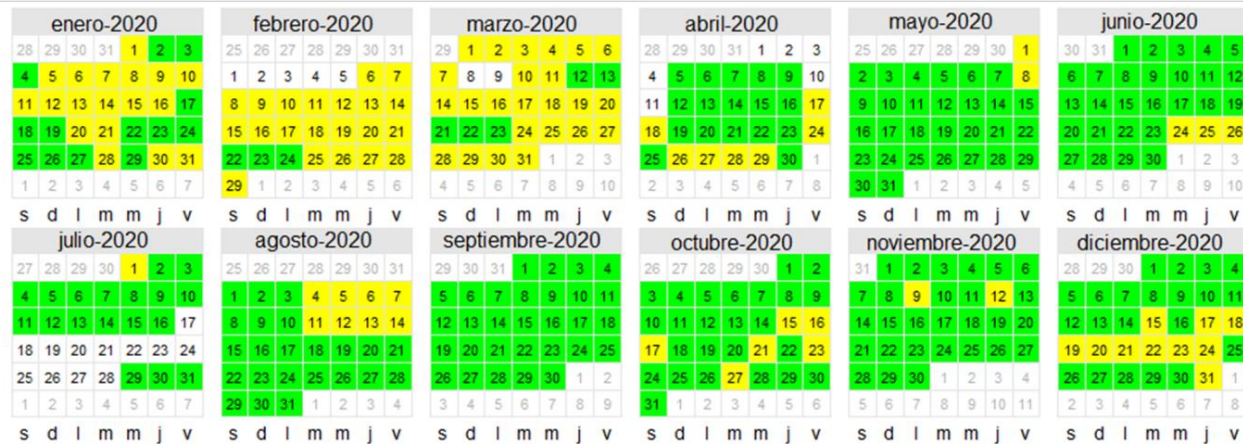 enero-2020 febrero-2020 marzo-2020 abril-2020 mayo-2020 junio-2020
28 29 30 31 1 2 3 25 26 27 28 29 30 31 29 1 2 3 4 5 6 28 29 30 31 1 2 3 25 26 27 28 29 30 1 30 31 1 2 3 4 5
4 5 6 7 8 9 10 1 2 3 4 5 6 7 7 8 9 10 11 12 13 4 5 6 7 8 9 10 2 3 4 5 6 7 8 6 7 8 9 10 11 12
11 12 13 14 15 16 17 8 9 10 11 12 13 14 14 15 16 17 18 19 20 11 12 13 14 15 16 17 9 10 11 12 13 14 15 13 14 15 16 17 18 19
18 19 20 21 22 23 24 15 16 17 18 19 20 21 21 22 23 24 25 26 27 18 19 20 21 22 23 24 16 17 18 19 20 21 22 20 21 22 23 24 25 26
25 26 27 28 29 30 31 22 23 24 25 26 27 28 28 29 30 31 1 2 3 25 26 27 28 29 30 1 23 24 25 26 27 28 29 27 28 29 30 1 2 3
1 2 3 4 5 6 7 29 1 2 3 4 5 6 4 5 6 7 8 9 10 2 3 4 5 6 7 8 30 31 1 2 3 4 5 4 5 6 7 8 9 10
s d l m m j v s d l m m j v s d l m m j v s d l m m j v s d l m m j v s d l m m j v
julio-2020 agosto-2020 septiembre-2020 octubre-2020 noviembre-2020 diciembre-2020
27 28 29 30 1 2 3 25 26 27 28 29 30 31 29 30 31 1 2 3 4 26 27 28 29 30 1 2 31 1 2 3 4 5 6 28 29 30 1 2 3 4
4 5 6 7 8 9 10 1 2 3 4 5 6 7 5 6 7 8 9 10 11 3 4 5 6 7 8 9 7 8 9 10 11 12 13 5 6 7 8 9 10 11
11 12 13 14 15 16 17 8 9 10 11 12 13 14 12 13 14 15 16 17 18 10 11 12 13 14 15 16 14 15 16 17 18 19 20 12 13 14 15 16 17 18
18 19 20 21 22 23 24 15 16 17 18 19 20 21 19 20 21 22 23 24 25 17 18 19 20 21 22 23 21 22 23 24 25 26 27 19 20 21 22 23 24 25
25 26 27 28 29 30 31 22 23 24 25 26 27 28 26 27 28 29 30 1 2 24 25 26 27 28 29 30 28 29 30 1 2 3 4 26 27 28 29 30 31 1
1 2 3 4 5 6 7 29 30 31 1 2 3 4 3 4 5 6 7 8 9 31 1 2 3 4 5 6 5 6 7 8 9 10 11 2 3 4 5 6 7 8
s d l m m j v s d l m m j v s d l m m j v s d l m m j v s d l m m j v s d l m m j v